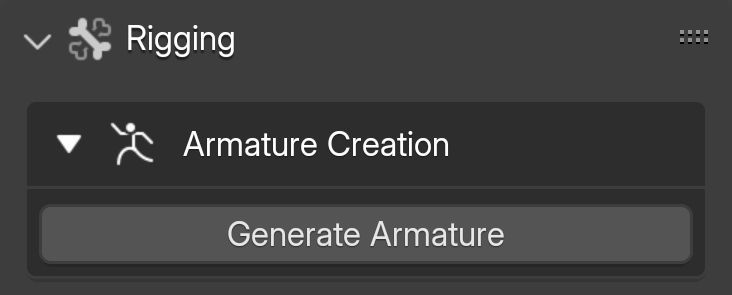 Rigging
Armature Creation
Generate Armature